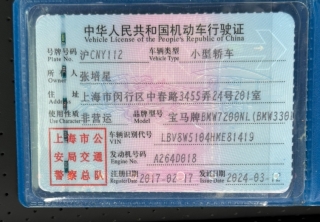 中华人民共和国机动车行驶证
Vehicle License of the People's Republic of China
号牌号码 沪CNY112 车辆类型 小型轿车
Plate No. Vehicle Type
所有人 张增星
住址 上海市闵行区中春路3455弄24号201室
使用性质 非营运 品牌型号 宝马牌BMW7200NL(BMW330
Use Character
上海市公 车辆识别代号 LBV8W5104HME81419
VIN
安局交通 发动机号码 A264D018
Engine No.
警察总队 注册日期 2017-02-17 发证日期 2024-03-12
Register Date Issue Date